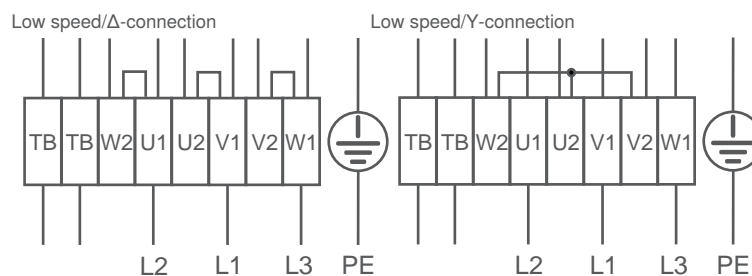 Low speed/Δ-connection Low speed/Y-connection
TB TB W2 U1 U2 V1 V2 W1 TB TB W2 U1 U2 V1 V2 W1
L2 L1 L3 PE L2 L1 L3 PE